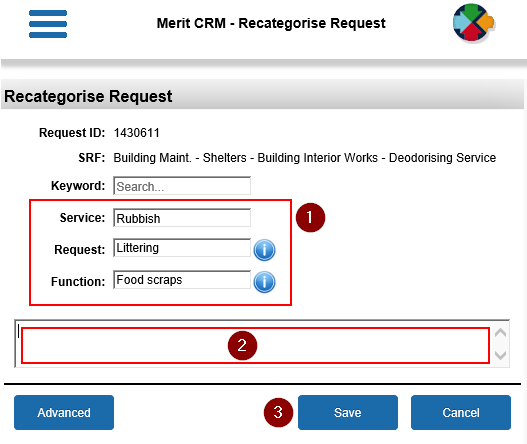 Merit CRM - Recategorise Request
Recategorise Request
Request ID: 1430611
SRF: Building Maint. - Shelters - Building Interior Works - Deodorising Service
Keyword: Search...
Service: Rubbish
1
Request: Littering
i
Function: Food scraps
i
2
Advanced
3
Save
Cancel